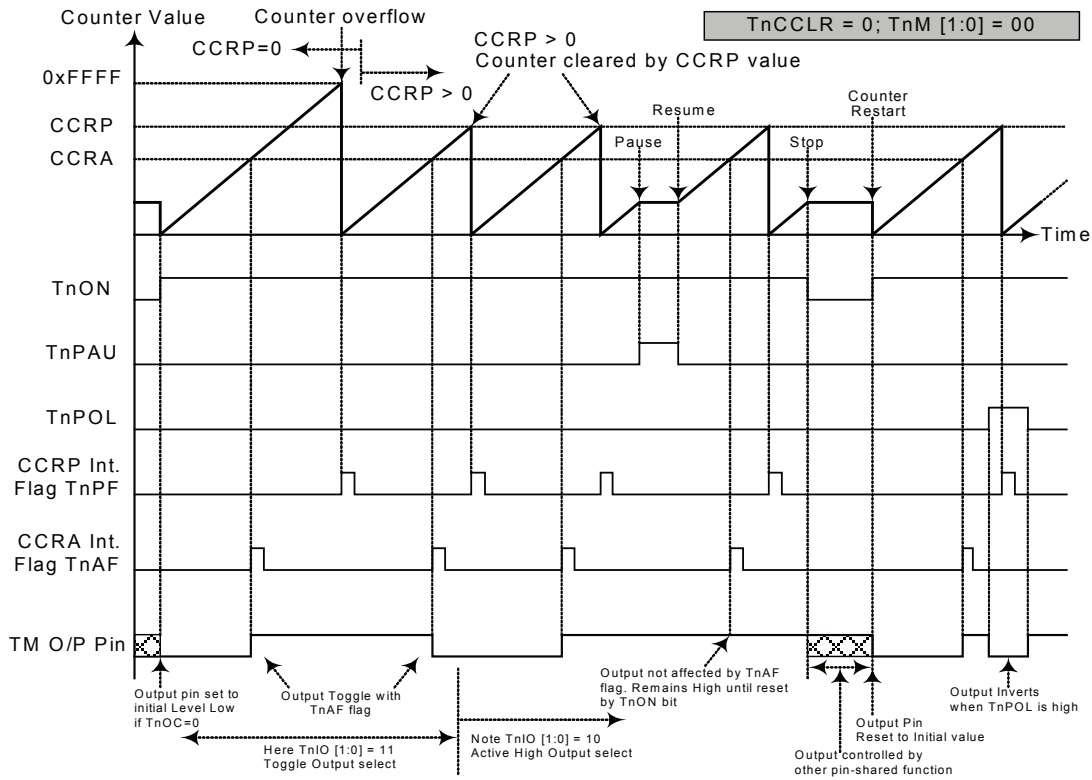 Counter Value
Counter overflow
TnCCLR = 0; TnM [1:0] = 00
CCRP=0
CCRP > 0
CCRP > 0
Counter cleared by CCRP value
0xFFFF
CCRP
CCRA
Pause
Resume
Stop
Counter
Restart
Time
TnON
TnPAU
TnPOL
CCRP Int.
Flag TnPF
CCRA Int.
Flag TnAF
TM O/P Pin
Output pin set to
initial Level Low
if TnOC=0
Output Toggle with
TnAF flag
Output not affected by TnAF
flag. Remains High until reset
by TnON bit
Output Inverts
when TnPOL is high
Output Pin
Reset to Initial value
Here TnIO [1:0] = 11
Toggle Output select
Note TnIO [1:0] = 10
Active High Output select
Output controlled by
other pin-shared function